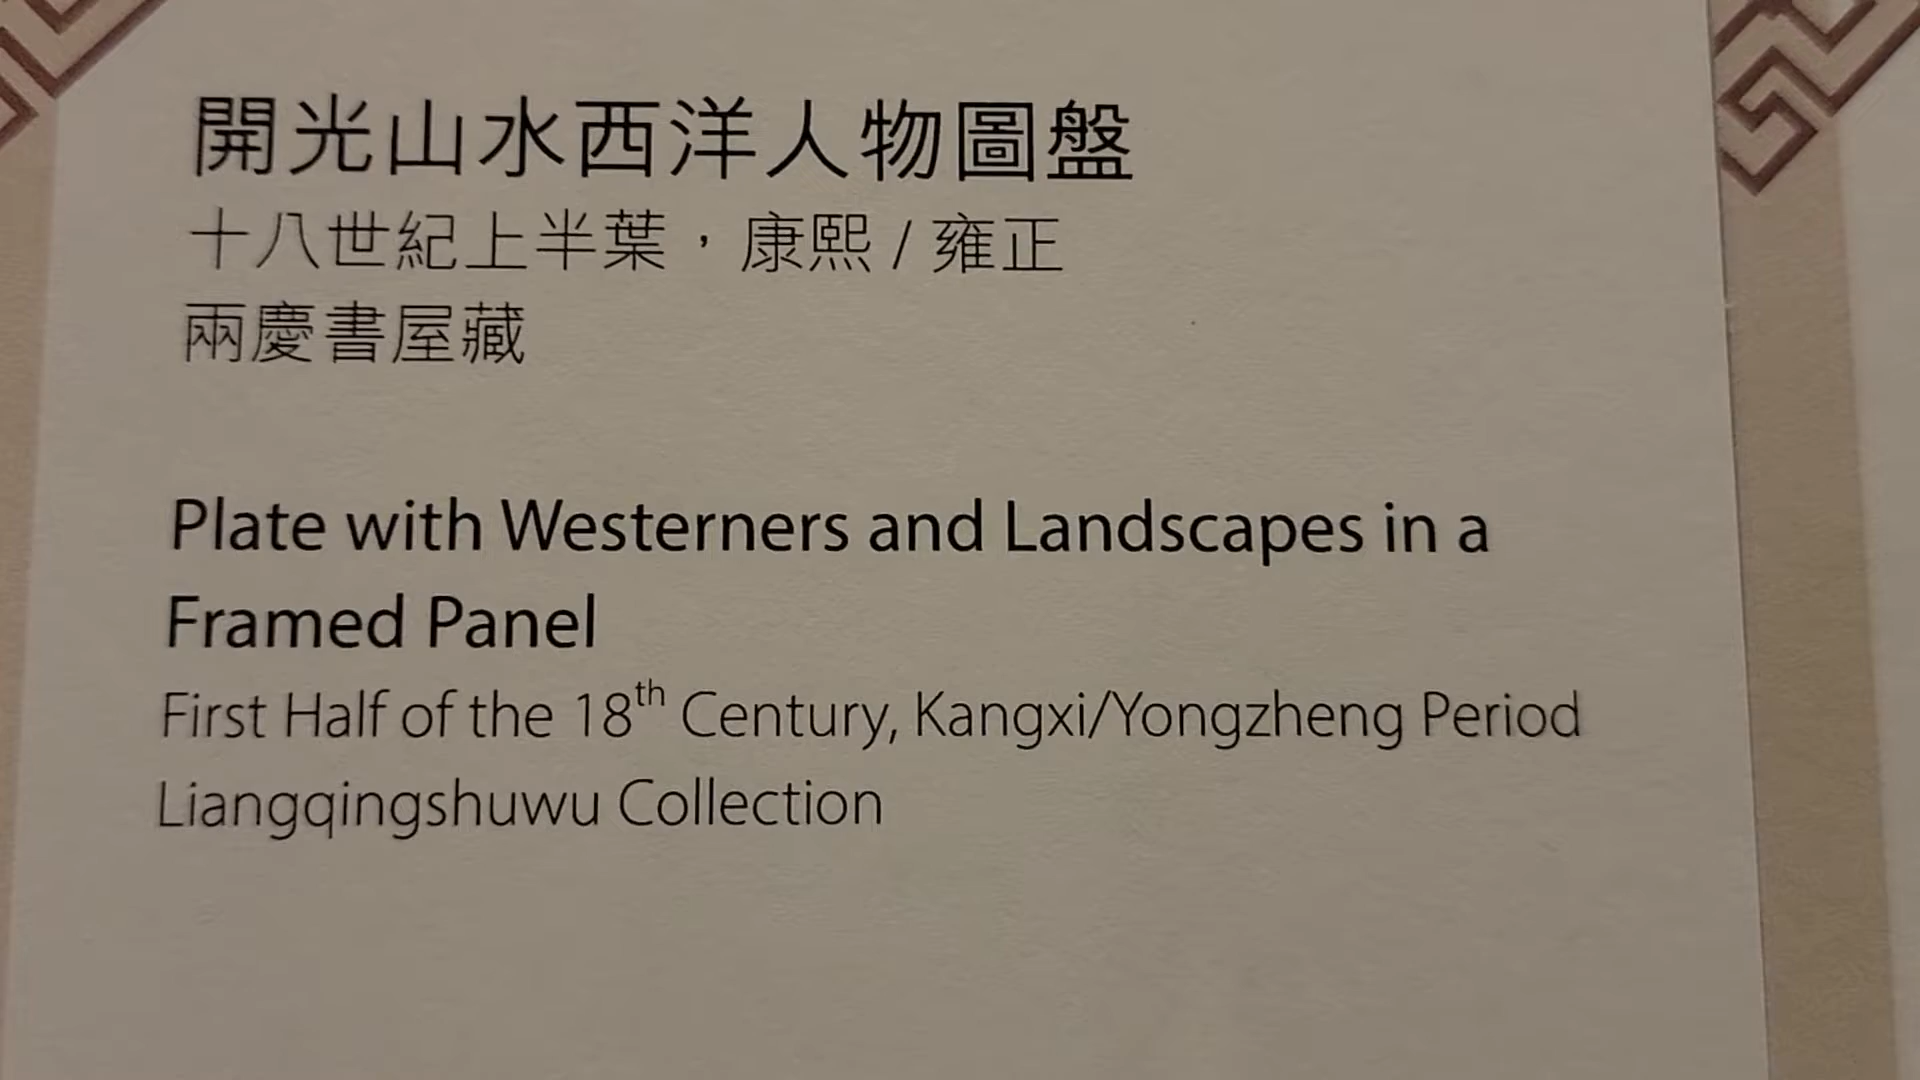 開光山水西洋人物圖盤
十八世紀上半葉，康熙 / 雍正
兩慶書屋藏
Plate with Westerners and Landscapes in a
Framed Panel
First Half of the 18th Century, Kangxi/Yongzheng Period
Liangqingshuwu Collection